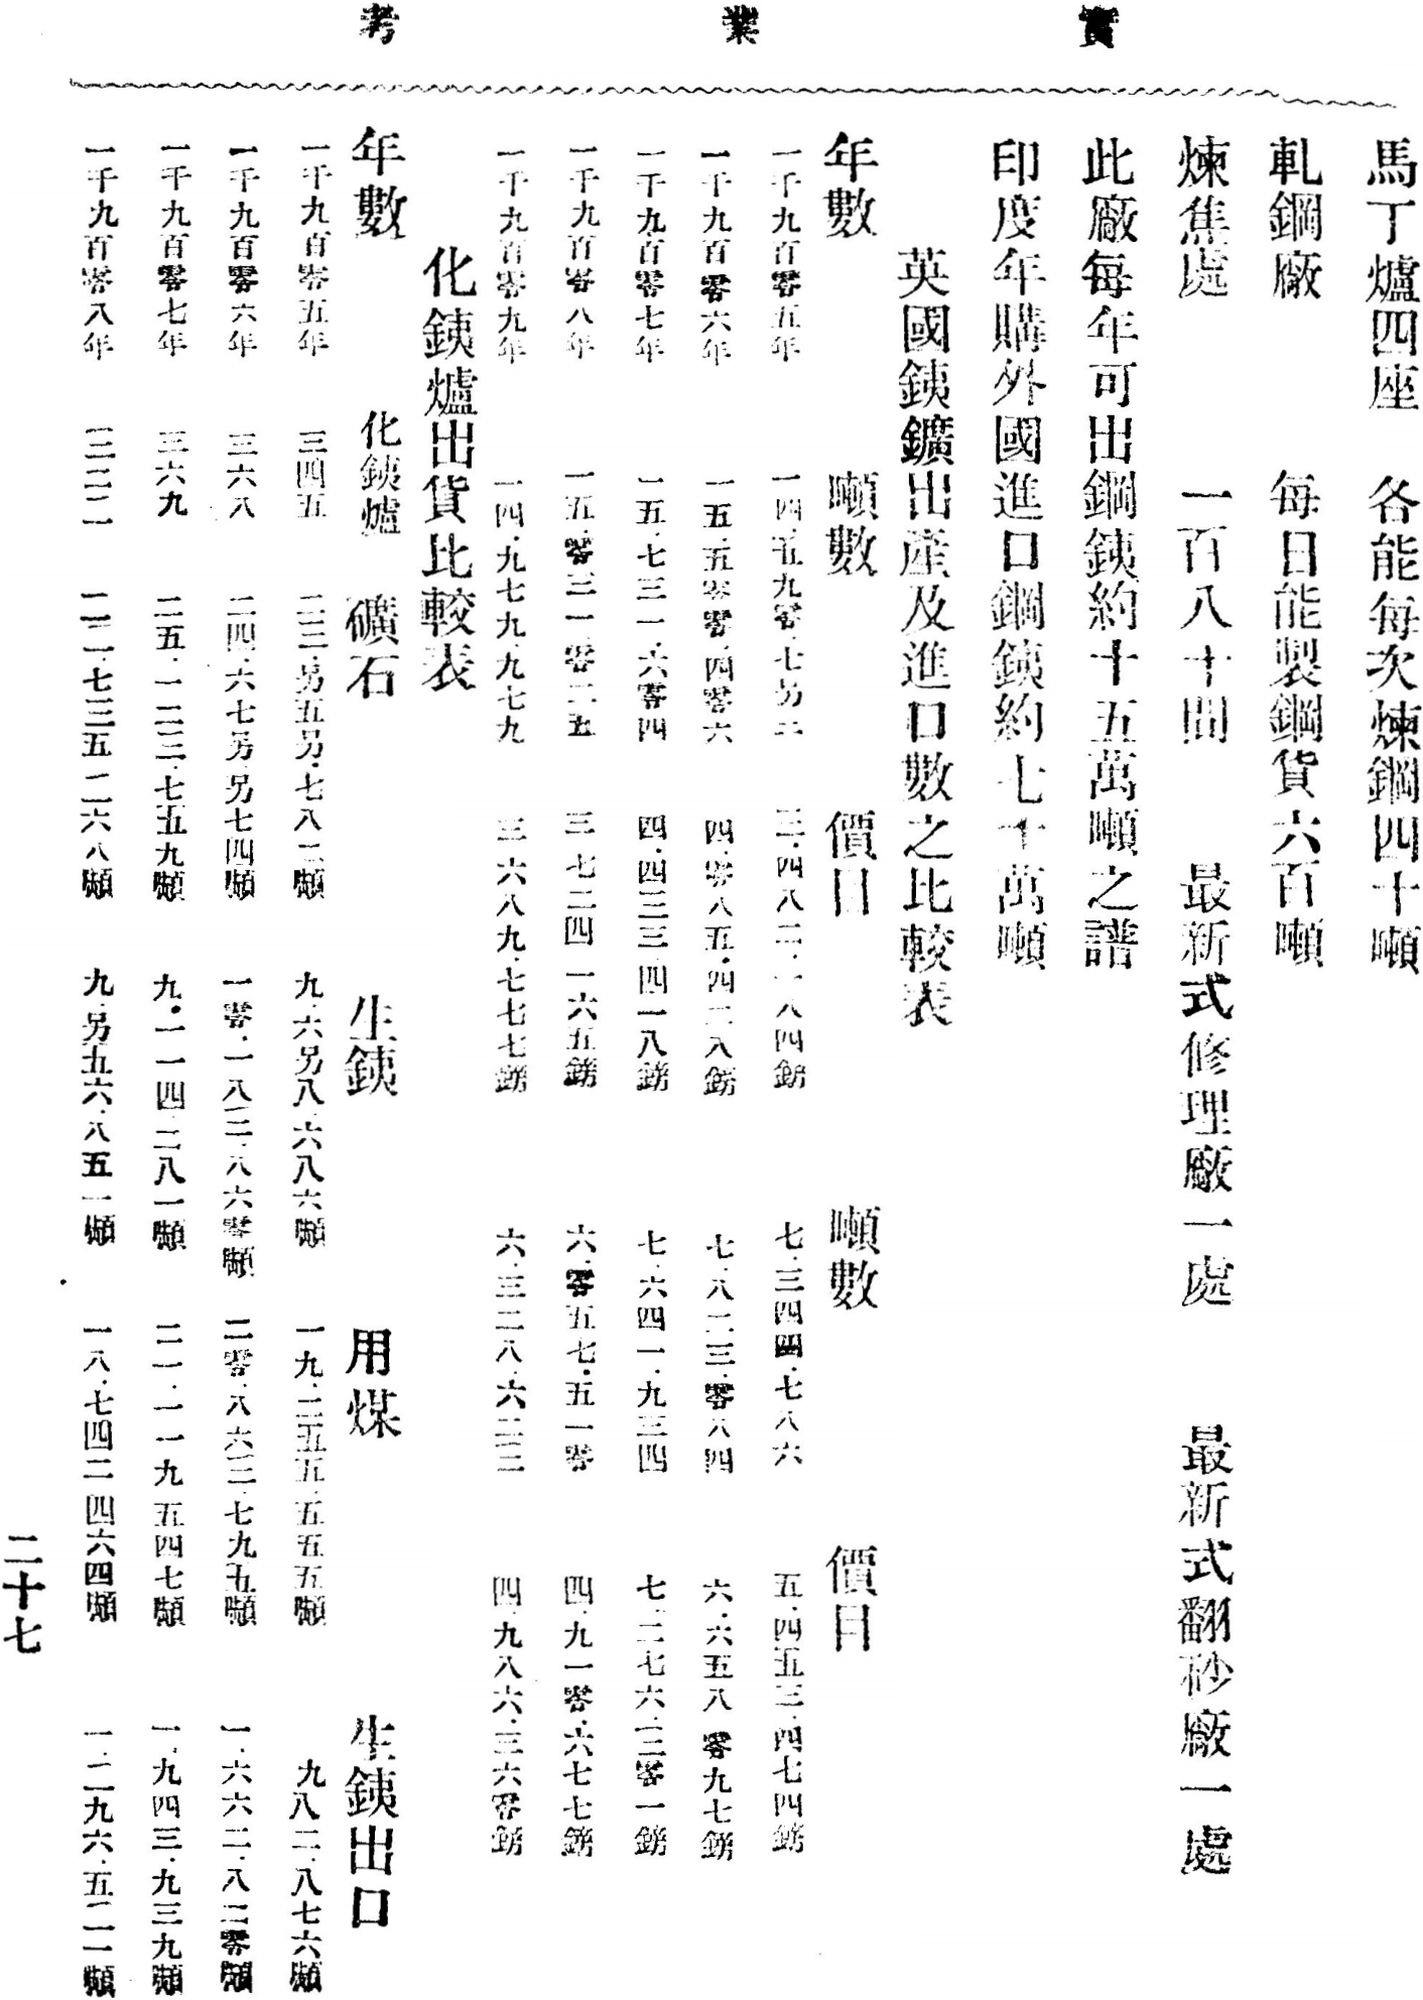 實業考
馬丁爐四座 各能每次煉鋼四十噸
軋鋼廠 每日能製鋼貨六百噸
煉焦處 一百八十間 最新式修理廠一處 最新式翻砂廠一處
此廠每年可出鋼銕約十五萬噸之譜
印度年購外國進口鋼銕約七十萬噸
英國銕鑛出產及進口數之比較表
年數 噸數 價目 噸數 價目
一千九百零五年 一四.五九零.七另三 三.四八二.一八四鎊 七.三四四.七八六 五.四五三.四七四鎊
一千九百零六年 一五.五零零.四零六 四.零八五.四二八鎊 七.八二三.零八四 六.六五八零九七鎊
一千九百零七年 一五.七三一.六零四 四.四三三.四一八鎊 七.六四一.九三四 七.二七六.三零一鎊
一千九百零八年 一五.零三一.零二五 三七二四一六五鎊 六.零五七.五一零 四.九一零.六七七鎊
一千九百零九年 一四.九七九.九七九 三六八九.七七七鎊 六.三二八.六二三 四.九八六.三六零鎊
化銕爐出貨比較表
年數 化銕爐 礦石 生銕 用煤 生銕出口
一千九百零五年 三四五 二三.另五另.七八二噸 九.六另八.六八六噸 一九.二五五.五五五噸 九八二.八七六噸
一千九百零六年 三六八 二四.六七另另七四噸 一零.一八三.八六零噸 二零.八六三.七九五噸 一.六六二.八二零噸
一千九百零七年 三六九 二五.一二三.七五九噸 九.一一四.二八一噸 二一.一一九五四七噸 一.九四三.九三九噸
一千九百零八年 三二二 二一.七三五二六八噸 九.另五六.八五一噸 一八.七四二四六四噸 一.二九六.五二一噸
二十七